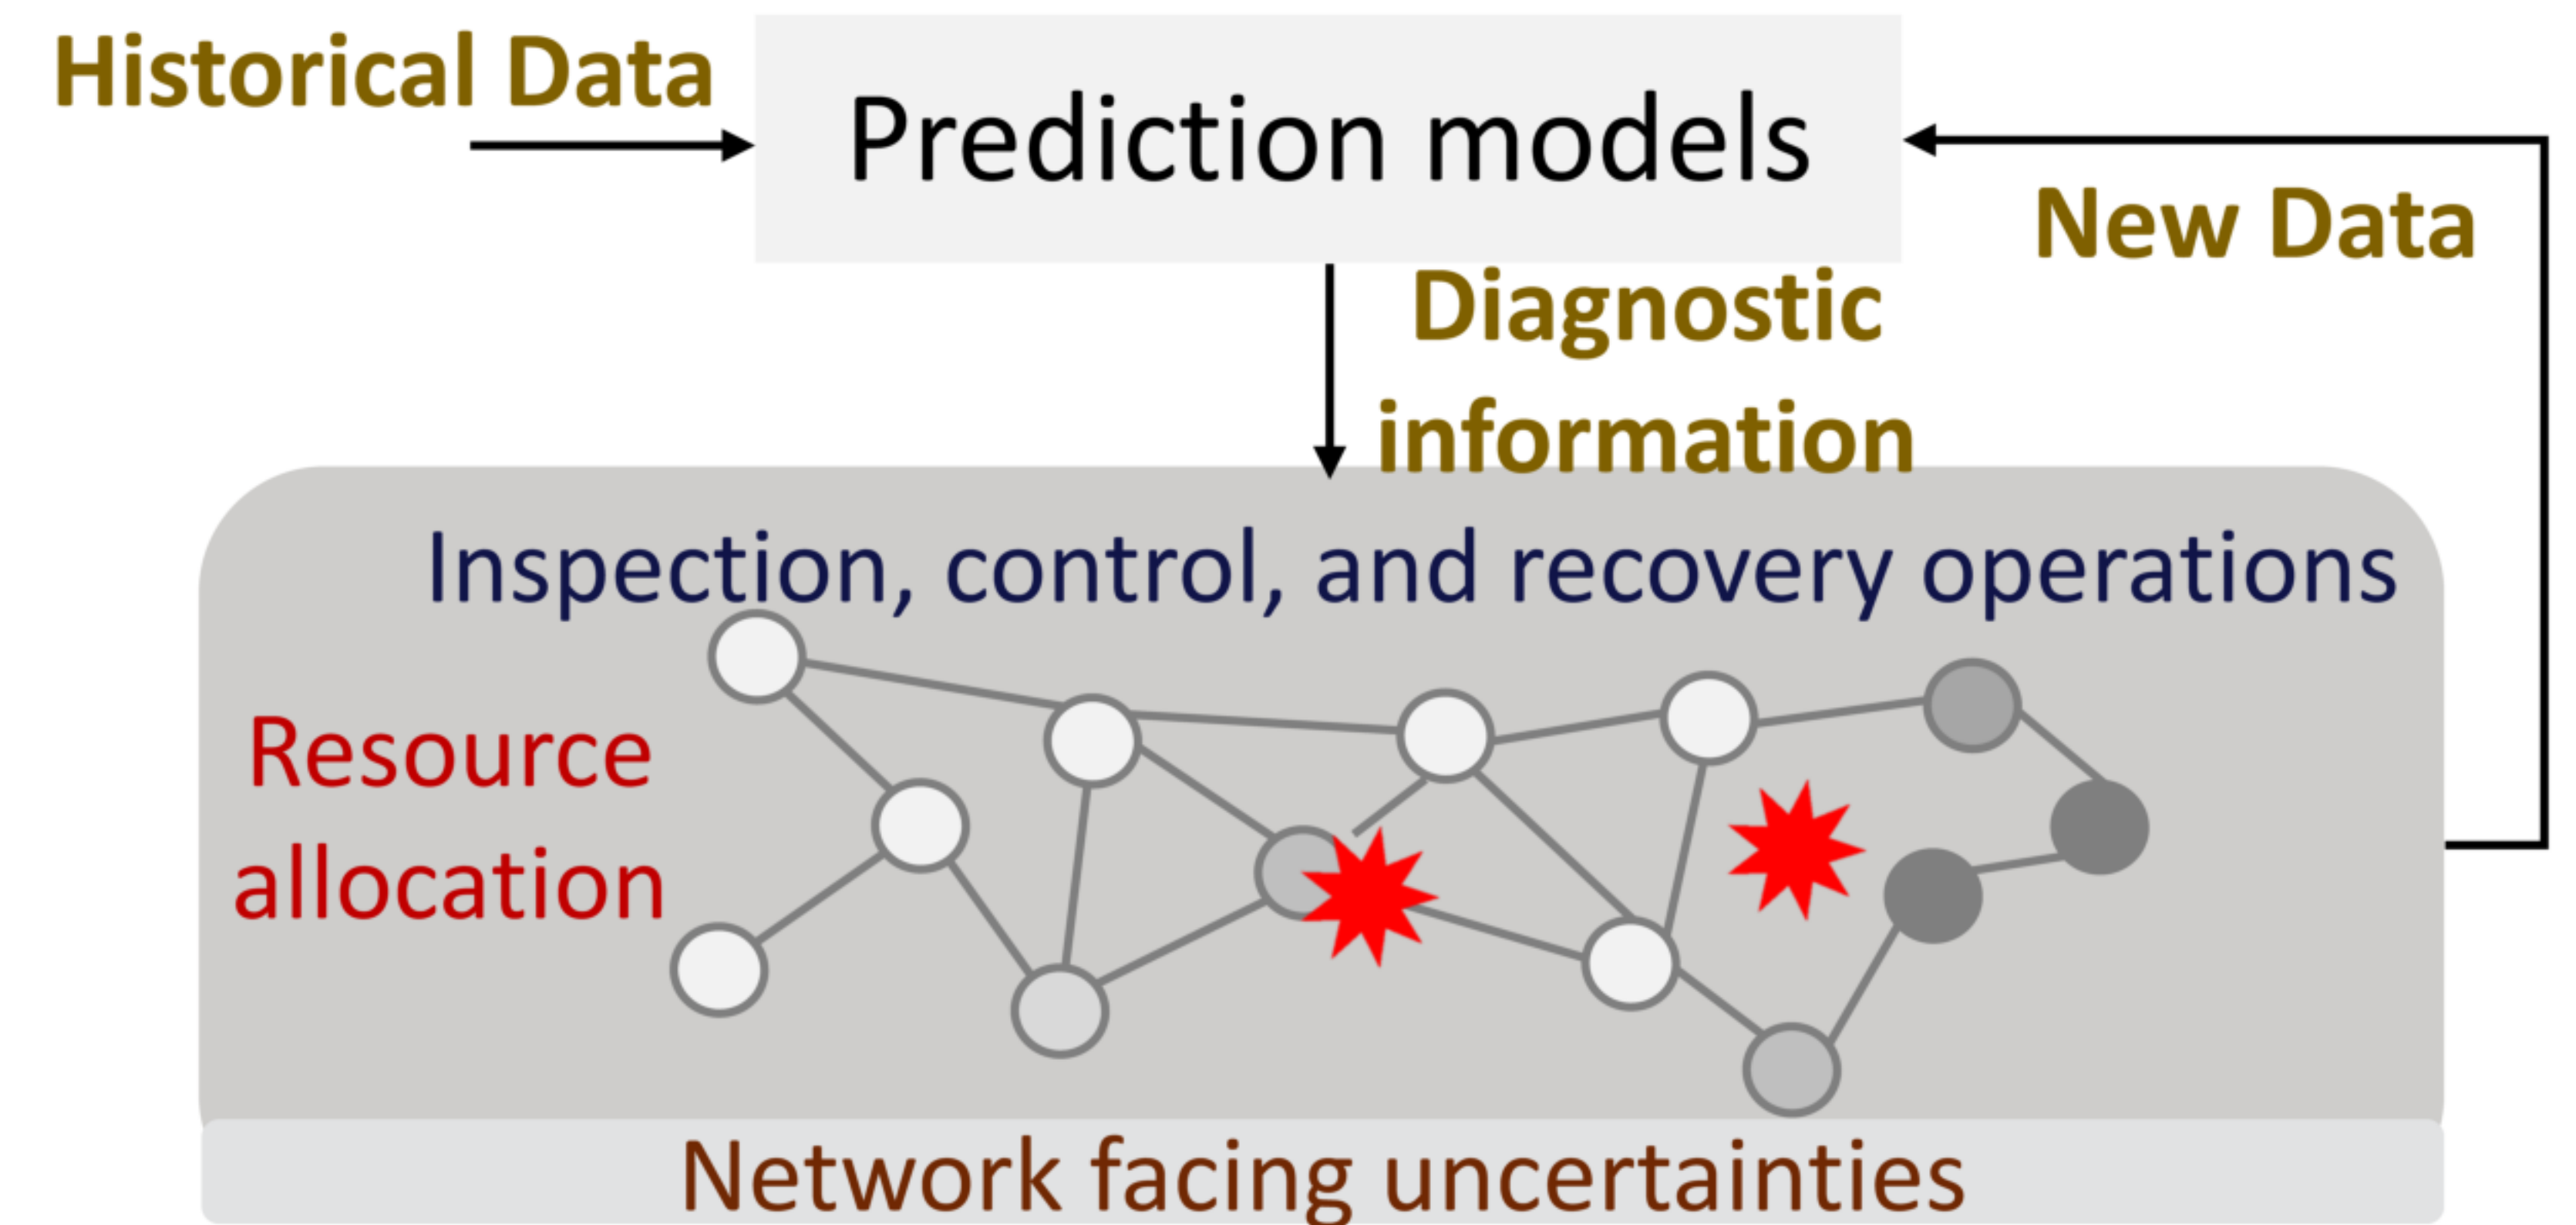 Historical Data
Prediction models
New Data
Diagnostic
information
Inspection, control, and recovery operations
Resource
allocation
Network facing uncertainties